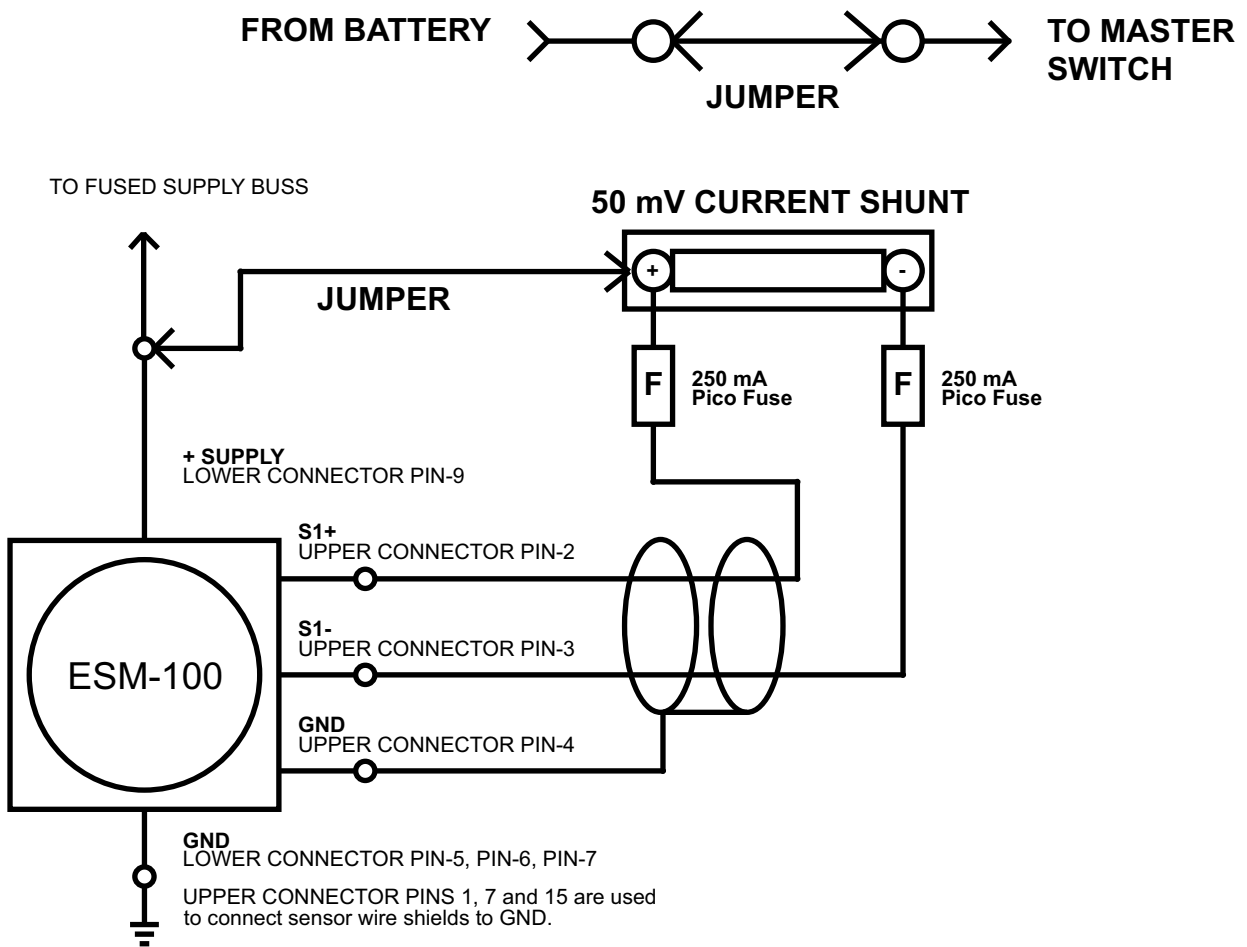 FROM BATTERY
TO MASTER
SWITCH
JUMPER
TO FUSED SUPPLY BUSS
50 mV CURRENT SHUNT
+
-
JUMPER
F
250 mA
Pico Fuse
F
250 mA
Pico Fuse
+ SUPPLY
LOWER CONNECTOR PIN-9
S1+
UPPER CONNECTOR PIN-2
S1-
UPPER CONNECTOR PIN-3
ESM-100
GND
UPPER CONNECTOR PIN-4
GND
LOWER CONNECTOR PIN-5, PIN-6, PIN-7
UPPER CONNECTOR PINS 1, 7 and 15 are used
to connect sensor wire shields to GND.